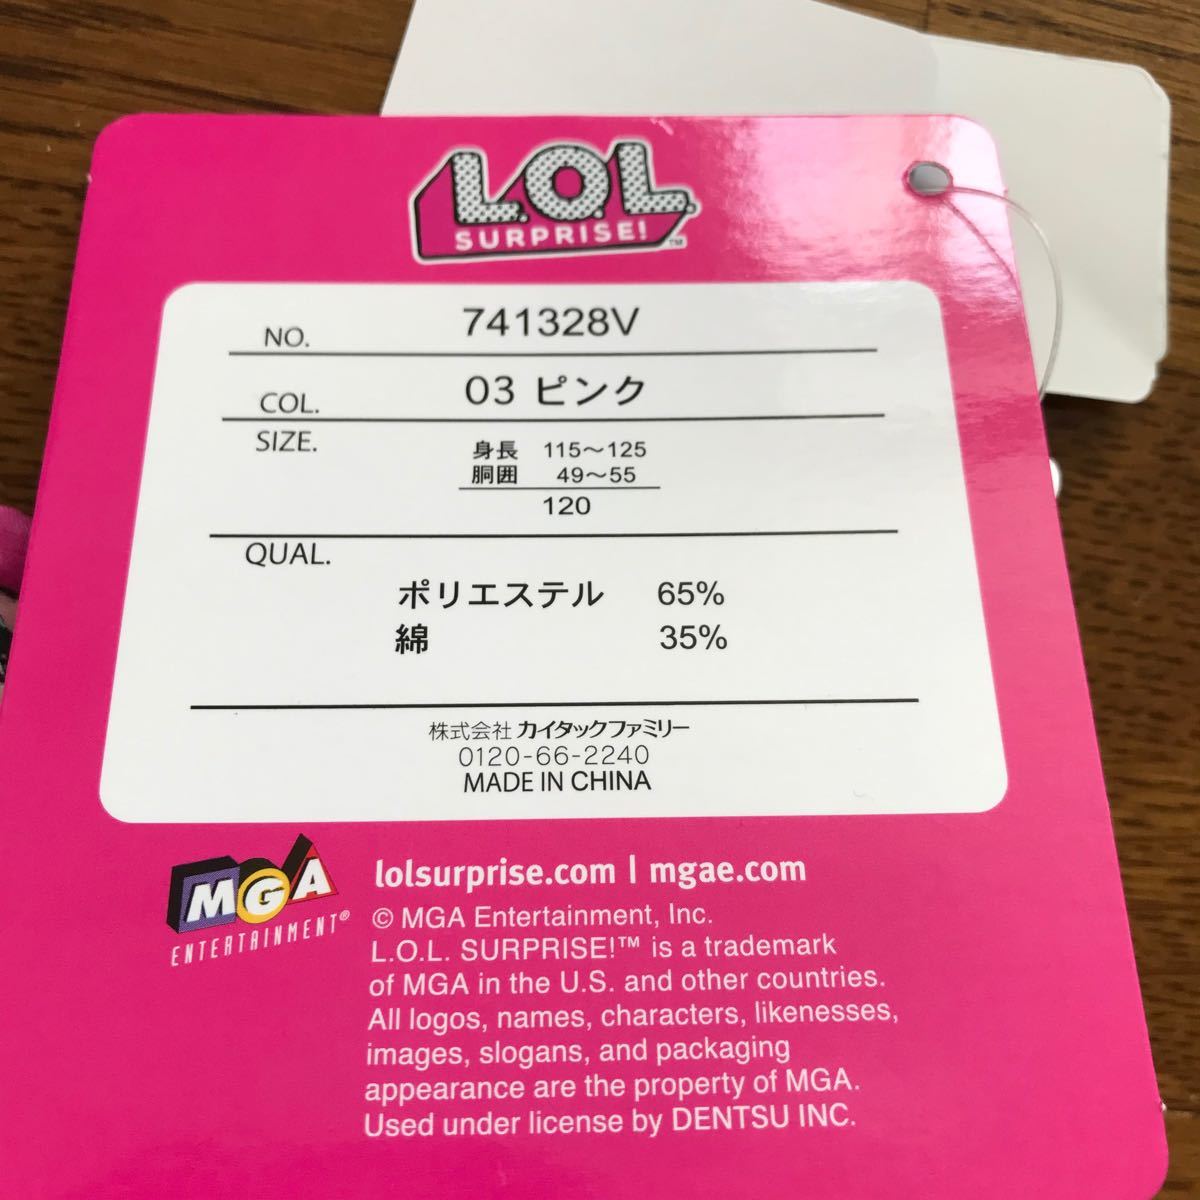 L.O.L.
SURPRISE!™
NO. 741328V
COL. 03 ピンク
SIZE. 身長 115～125
胴囲 49～55
120
QUAL.
ポリエステル 65%
綿 35%
株式会社 カイタックファミリー
0120-66-2240
MADE IN CHINA
MGA
ENTERTAINMENT®
lolsurprise.com | mgae.com
© MGA Entertainment, Inc.
L.O.L. SURPRISE!™ is a trademark
of MGA in the U.S. and other countries.
All logos, names, characters, likenesses,
images, slogans, and packaging
appearance are the property of MGA.
Used under license by DENTSU INC.